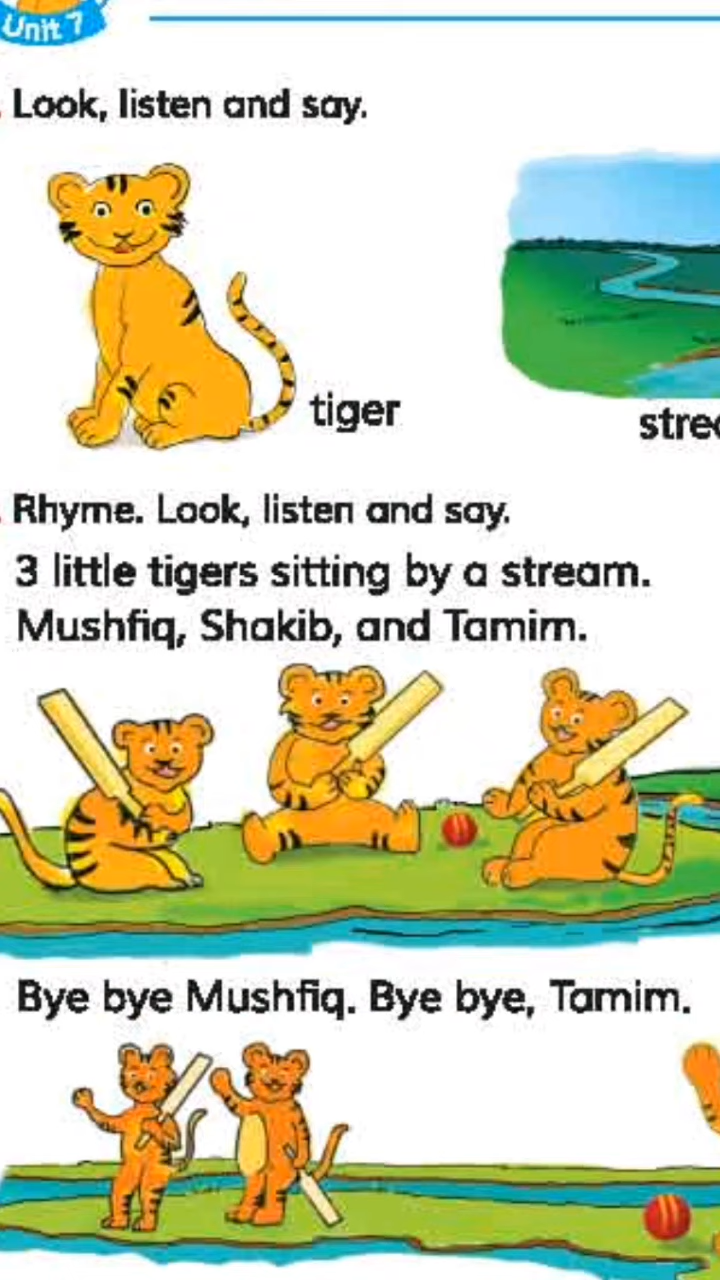 Unit 7
Look, listen and say.
tiger
Rhyme. Look, listen and say.
3 little tigers sitting by a stream.
Mushfiq, Shakib, and Tamim.
Bye bye Mushfiq. Bye bye, Tamim.